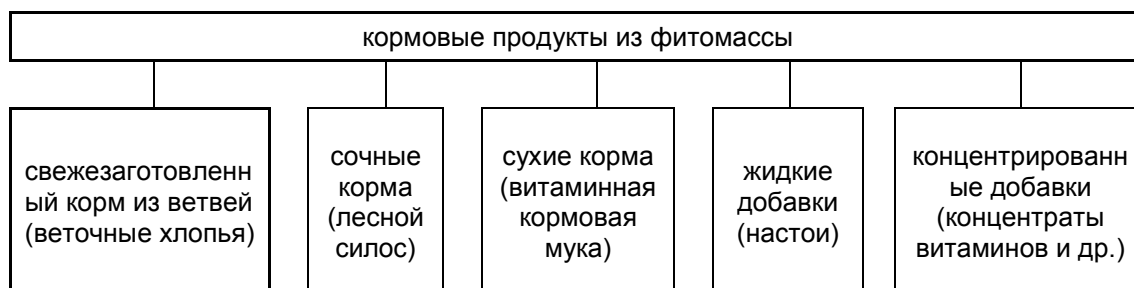 кормовые продукты из фитомассы
свежезаготовленн
ый корм из ветвей
(веточные хлопья)
сочные
корма
(лесной
силос)
сухие корма
(витаминная
кормовая
мука)
жидкие
добавки
(настои)
концентрированн
ые добавки
(концентраты
витаминов и др.)